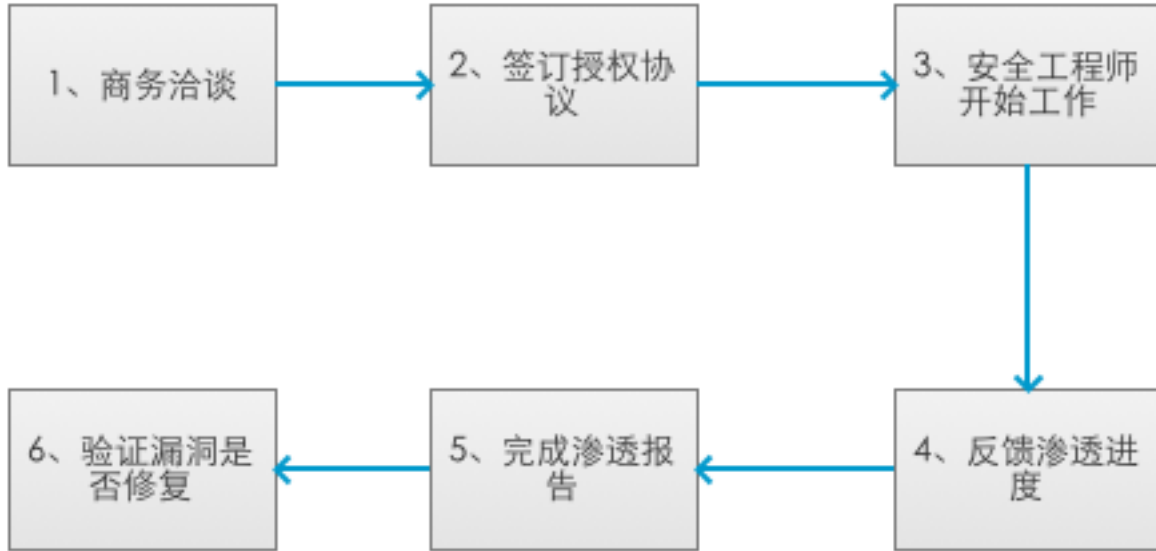 1、商务洽谈
2、签订授权协
议
3、安全工程师
开始工作
4、反馈渗透进
度
5、完成渗透报
告
6、验证漏洞是
否修复